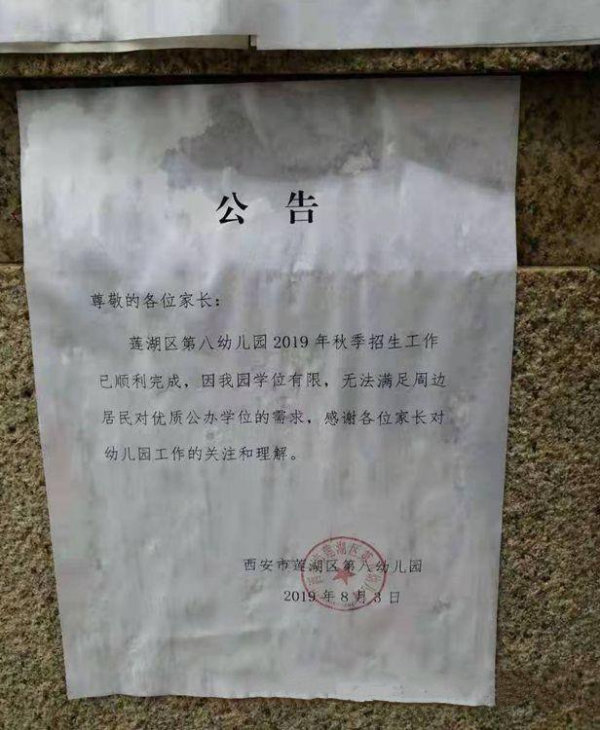 公 告
尊敬的各位家长：
莲湖区第八幼儿园2019年秋季招生工作
已顺利完成，因我园学位有限，无法满足周边
居民对优质公办学位的需求，感谢各位家长对
幼儿园工作的关注和理解。
西安市莲湖区第八幼儿园
2019年8月3日